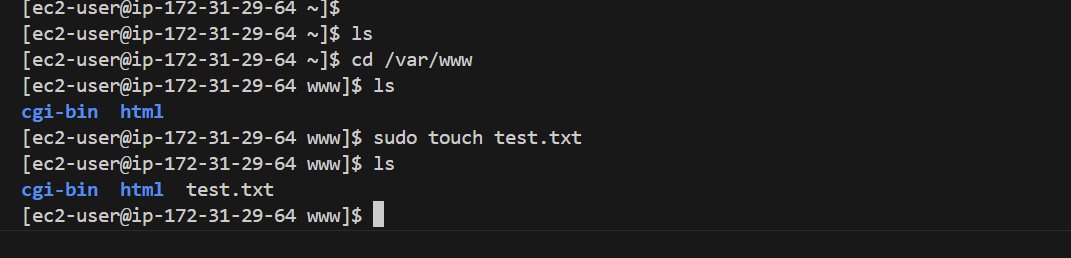 [ec2-user@ip-172-31-29-64 ~]$
[ec2-user@ip-172-31-29-64 ~]$ ls
[ec2-user@ip-172-31-29-64 ~]$ cd /var/www
[ec2-user@ip-172-31-29-64 www]$ ls
cgi-bin  html
[ec2-user@ip-172-31-29-64 www]$ sudo touch test.txt
[ec2-user@ip-172-31-29-64 www]$ ls
cgi-bin  html  test.txt
[ec2-user@ip-172-31-29-64 www]$